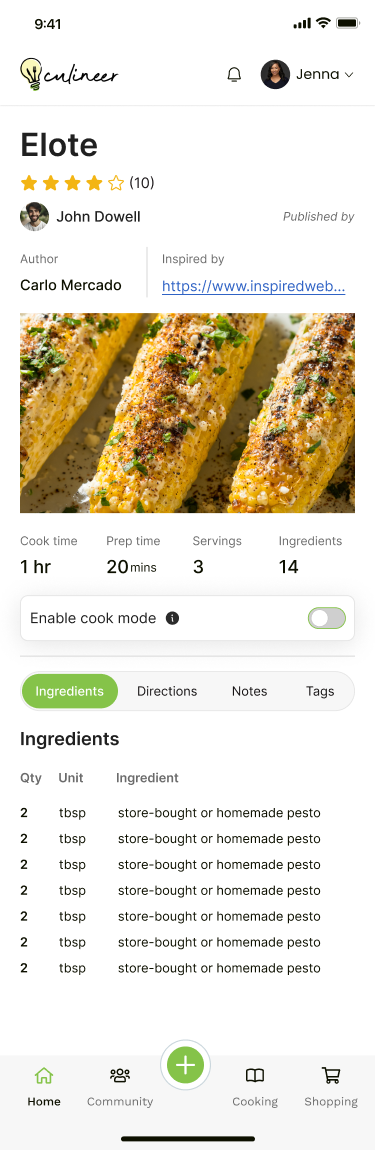 9:41
culineer
Jenna
Elote
(10)
John Dowell
Published by
Author
Inspired by
Carlo Mercado
https://www.inspiredweb...
Cook time Prep time Servings Ingredients
1 hr 20 mins 3 14
Enable cook mode
Ingredients Directions Notes Tags
Ingredients
Qty Unit Ingredient
2 tbsp store-bought or homemade pesto
2 tbsp store-bought or homemade pesto
2 tbsp store-bought or homemade pesto
2 tbsp store-bought or homemade pesto
2 tbsp store-bought or homemade pesto
2 tbsp store-bought or homemade pesto
2 tbsp store-bought or homemade pesto
Home Community Cooking Shopping